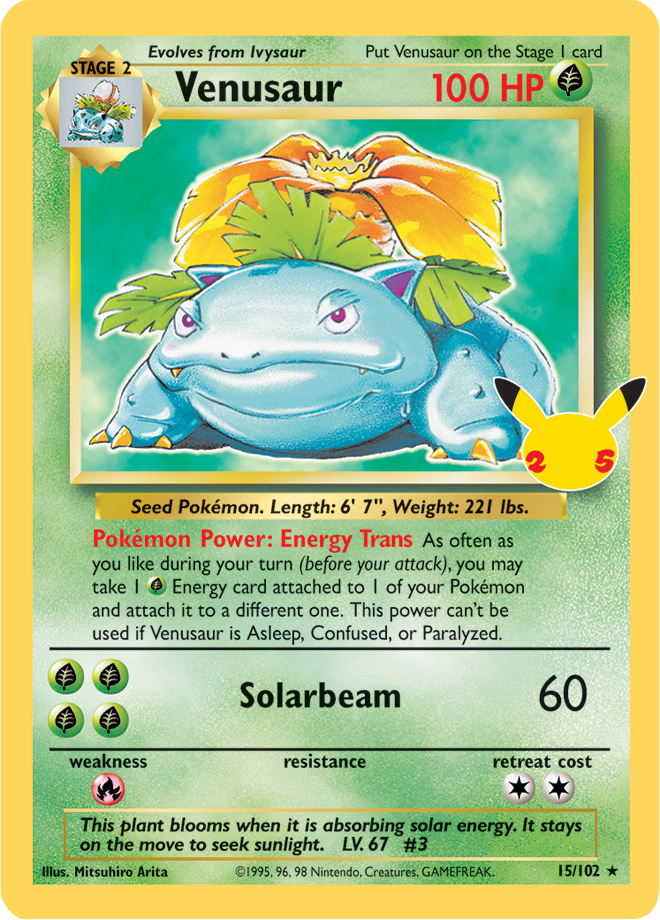 Evolves from Ivysaur
Put Venusaur on the Stage 1 card
STAGE 2
Venusaur
100 HP
2 5
Seed Pokémon. Length: 6' 7", Weight: 221 lbs.
Pokémon Power: Energy Trans As often as
you like during your turn (before your attack), you may
take 1 Energy card attached to 1 of your Pokémon
and attach it to a different one. This power can't be
used if Venusaur is Asleep, Confused, or Paralyzed.
Solarbeam 60
weakness resistance retreat cost
This plant blooms when it is absorbing solar energy. It stays
on the move to seek sunlight. LV. 67 #3
Illus. Mitsuhiro Arita ©1995, 96, 98 Nintendo, Creatures, GAMEFREAK. 15/102 ★